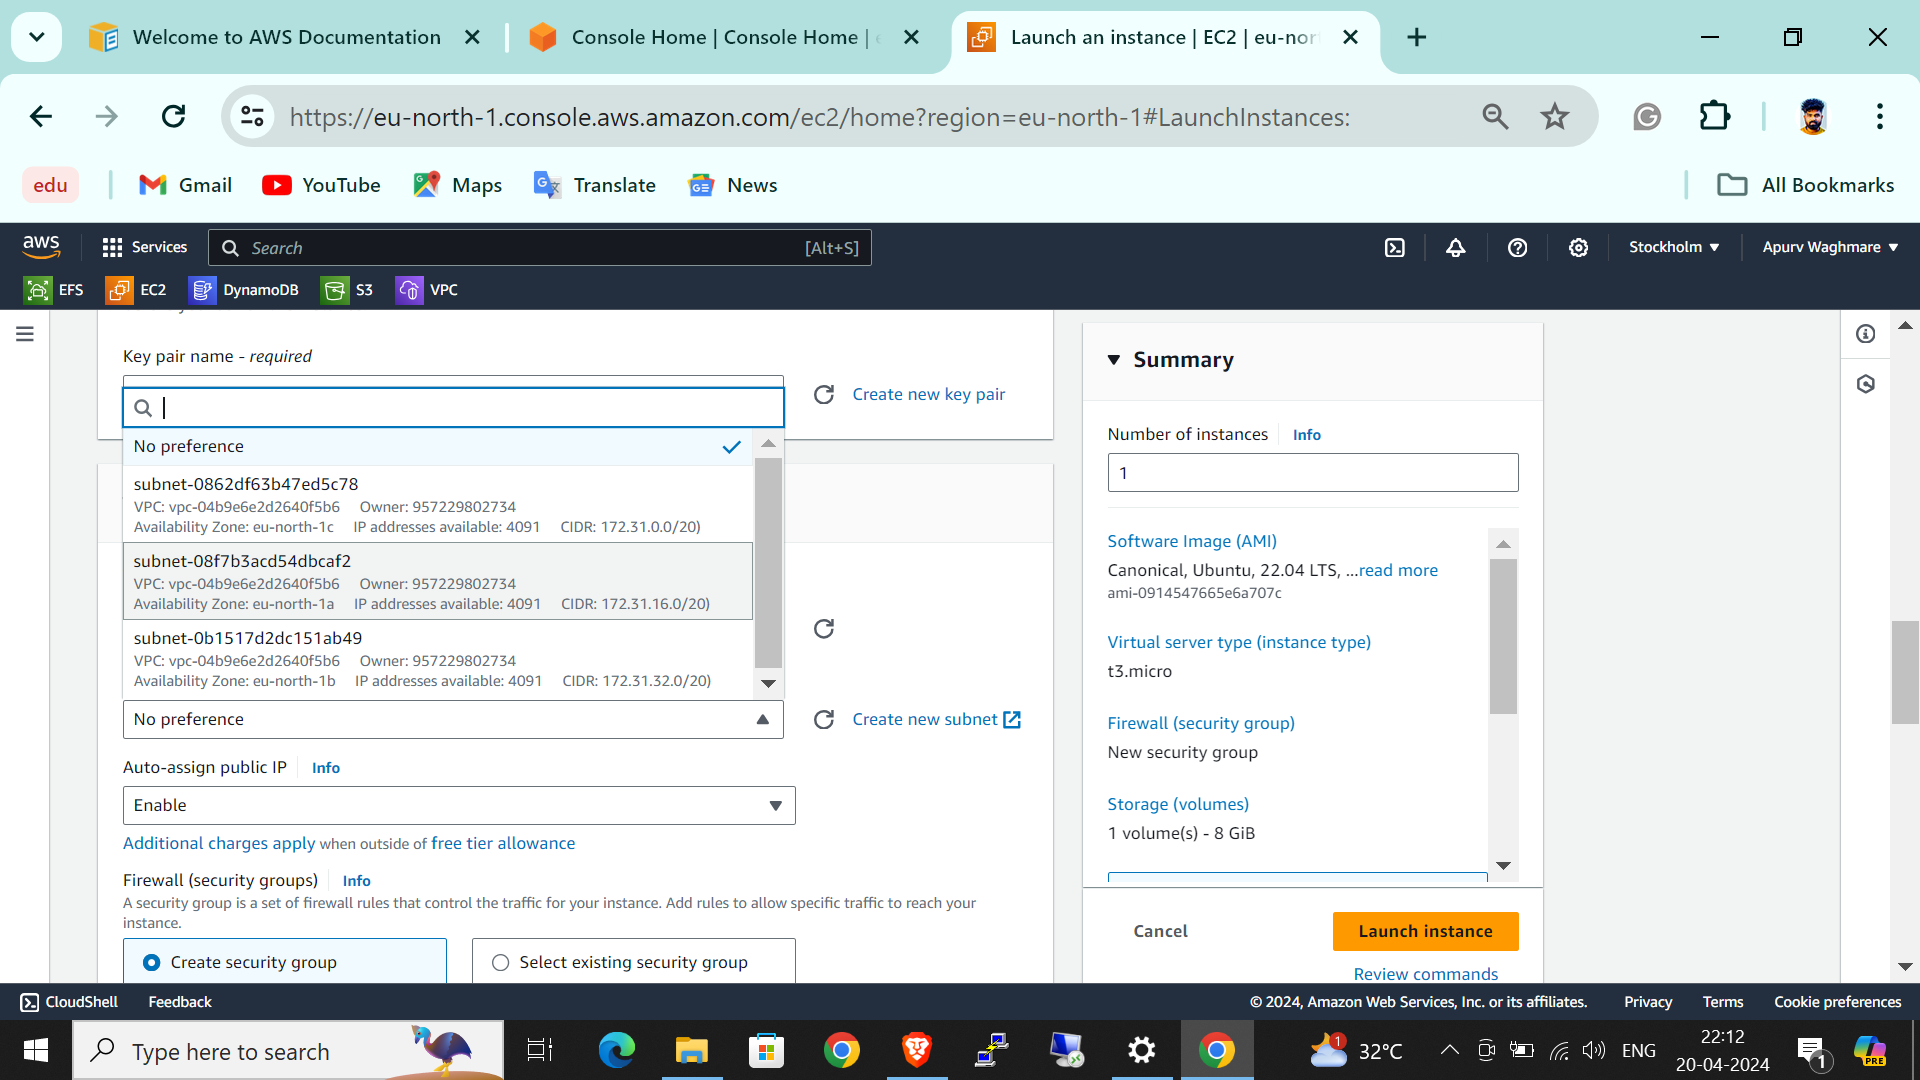 Welcome to AWS Documentation
Console Home | Console Home |
Launch an instance | EC2 | eu-nor
https://eu-north-1.console.aws.amazon.com/ec2/home?region=eu-north-1#LaunchInstances:
edu
Gmail
YouTube
Maps
Translate
News
All Bookmarks
aws
Services
Search
[Alt+S]
Stockholm
Apurv Waghmare
EFS
EC2
DynamoDB
S3
VPC
Key pair name - required
Create new key pair
No preference
subnet-0862df63b47ed5c78
VPC: vpc-04b9e6e2d2640f5b6 Owner: 957229802734
Availability Zone: eu-north-1c IP addresses available: 4091 CIDR: 172.31.0.0/20)
subnet-08f7b3acd54dbcaf2
VPC: vpc-04b9e6e2d2640f5b6 Owner: 957229802734
Availability Zone: eu-north-1a IP addresses available: 4091 CIDR: 172.31.16.0/20)
subnet-0b1517d2dc151ab49
VPC: vpc-04b9e6e2d2640f5b6 Owner: 957229802734
Availability Zone: eu-north-1b IP addresses available: 4091 CIDR: 172.31.32.0/20)
No preference
Create new subnet
Auto-assign public IP Info
Enable
Additional charges apply when outside of free tier allowance
Firewall (security groups) Info
A security group is a set of firewall rules that control the traffic for your instance. Add rules to allow specific traffic to reach your
instance.
Create security group
Select existing security group
Summary
Number of instances Info
1
Software Image (AMI)
Canonical, Ubuntu, 22.04 LTS, ...read more
ami-0914547665e6a707c
Virtual server type (instance type)
t3.micro
Firewall (security group)
New security group
Storage (volumes)
1 volume(s) - 8 GiB
Cancel
Launch instance
Review commands
CloudShell
Feedback
© 2024, Amazon Web Services, Inc. or its affiliates.
Privacy
Terms
Cookie preferences
Type here to search
1
32°C
ENG
22:12
20-04-2024
1
PRE